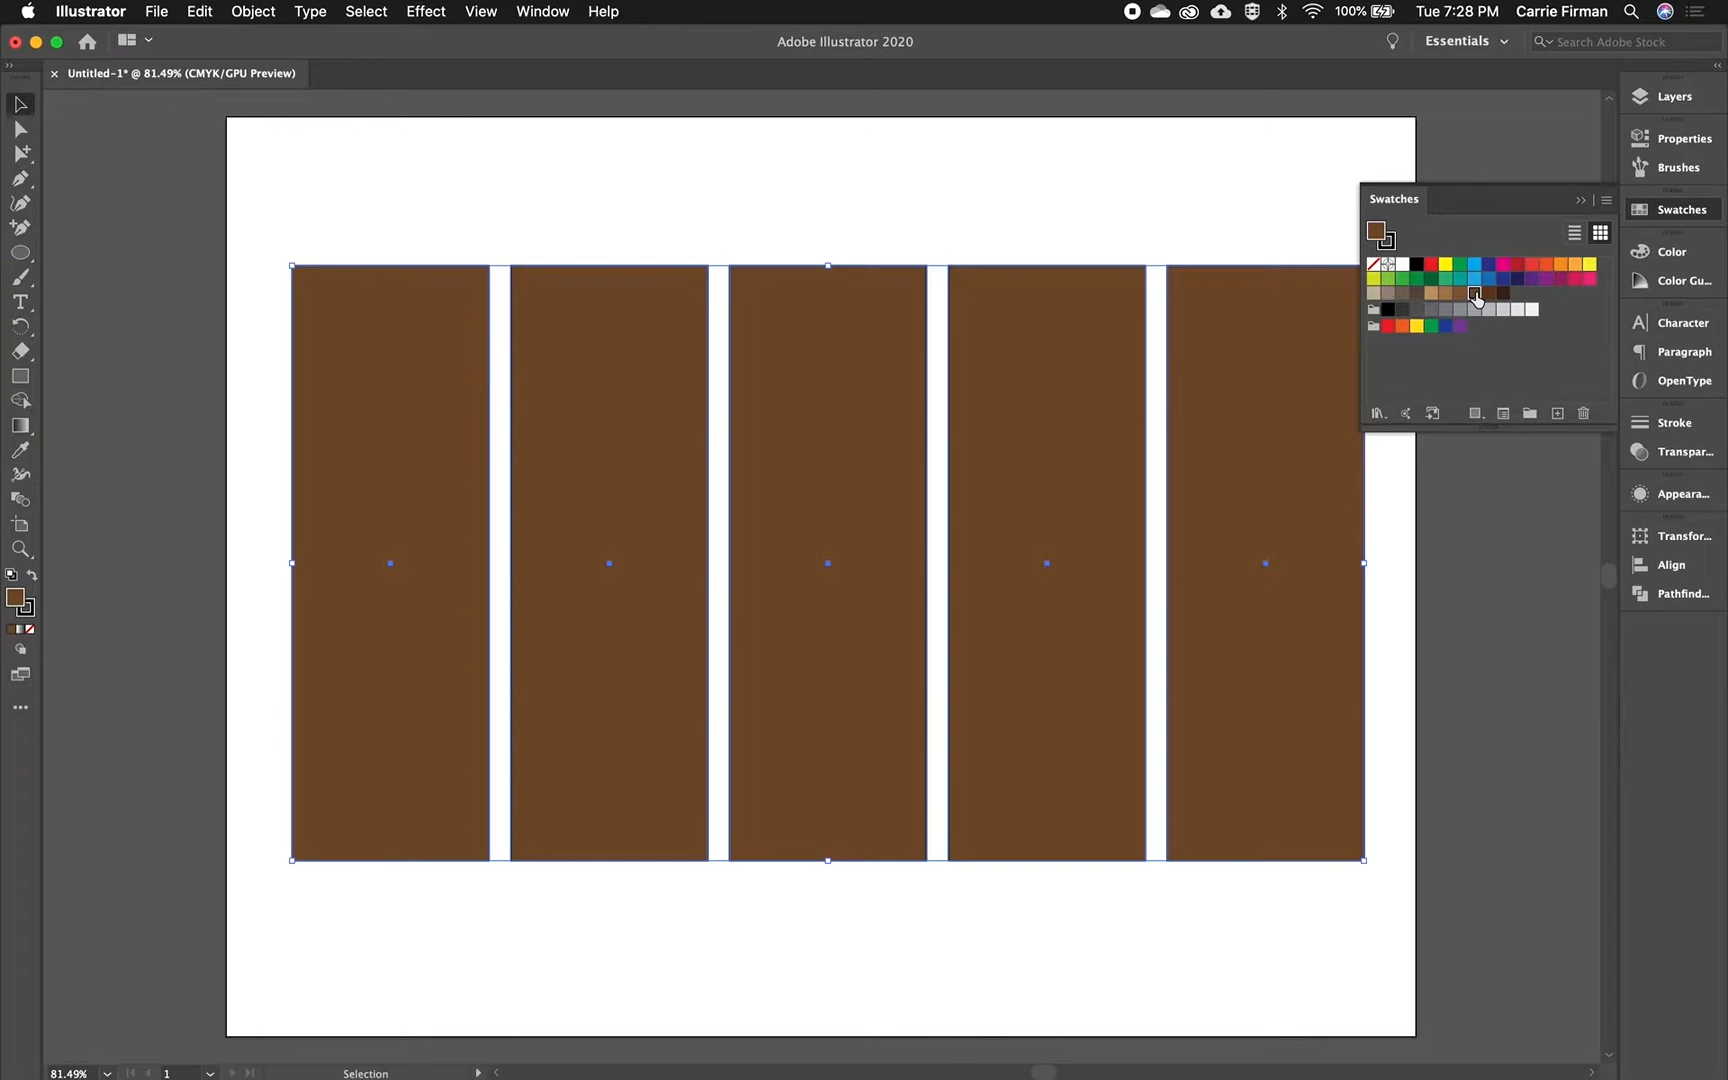 Illustrator File Edit Object Type Select Effect View Window Help 100% Tue 7:28 PM Carrie Firman
Adobe Illustrator 2020 Essentials Search Adobe Stock
Untitled-1* @ 81.49% (CMYK/GPU Preview)
Layers
Properties
Brushes
Swatches
Swatches
Color
Color Gu...
Character
Paragraph
OpenType
Stroke
Transpar...
Appeara...
Transfor...
Align
Pathfind...
81.49% 1 Selection